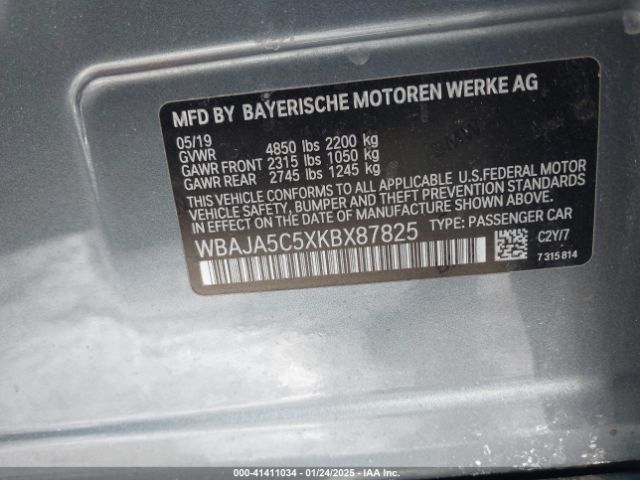 MFD BY BAYERISCHE MOTOREN WERKE AG
05/19
GVWR 4850 lbs 2200 kg
GAWR FRONT 2315 lbs 1050 kg
GAWR REAR 2745 lbs 1245 kg
THIS VEHICLE CONFORMS TO ALL APPLICABLE U.S.FEDERAL MOTOR
VEHICLE SAFETY, BUMPER, AND THEFT PREVENTION STANDARDS
IN EFFECT ON THE DATE OF MANUFACTURE SHOWN ABOVE.
WBAJA5C5XKBX87825 TYPE: PASSENGER CAR
C2Y/7
7 315 814
000-41411034 - 01/24/2025 - IAA Inc.